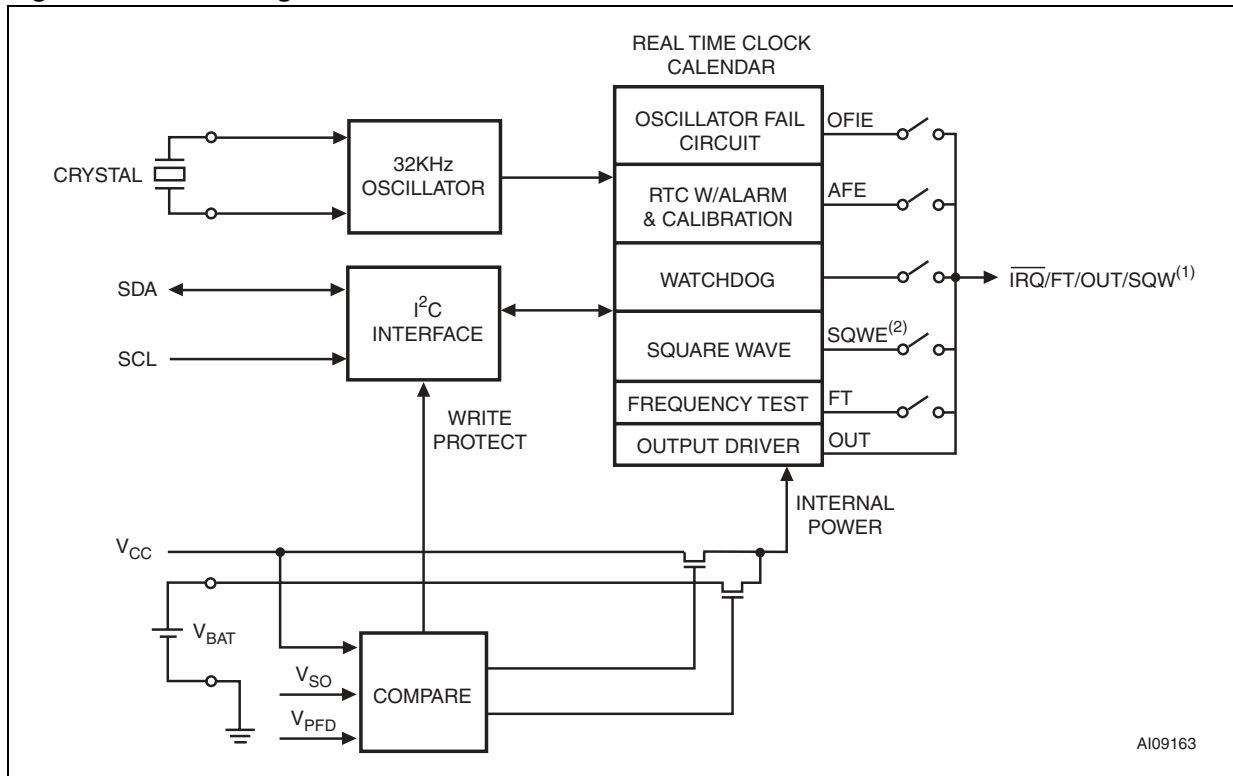 REAL TIME CLOCK
CALENDAR
OSCILLATOR FAIL
CIRCUIT
OFIE
CRYSTAL
32KHz
OSCILLATOR
RTC W/ALARM
& CALIBRATION
AFE
SDA
I2C
INTERFACE
WATCHDOG
IRQ/FT/OUT/SQW(1)
SCL
SQUARE WAVE
SQWE(2)
WRITE
PROTECT
FREQUENCY TEST
FT
OUTPUT DRIVER
OUT
INTERNAL
POWER
VCC
VBAT
VSO
COMPARE
VPFD
AI09163